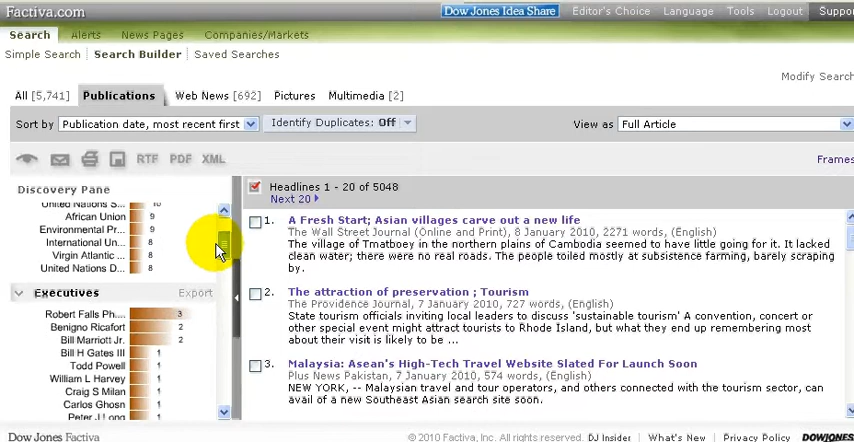 Factiva.com
Dow Jones Idea Share Editor's Choice Language Tools Logout Suppo
Search Alerts News Pages Companies/Markets
Simple Search Search Builder Saved Searches
Modify Search
All [5,741] Publications Web News [692] Pictures Multimedia [2]
Sort by Publication date, most recent first Identify Duplicates: Off View as Full Article
RTF PDF XML Frames
Discovery Pane
United Nations S... 10
African Union 9
Environmental Pr... 9
International Un... 8
Virgin Atlantic ... 8
United Nations D... 8
Executives Export
Robert Falls Ph.... 3
Benigno Ricafort 2
Bill Marriott Jr. 2
Bill H Gates III 1
Todd Powell 1
William L Harvey 1
Craig S Milan 1
Carlos Ghosn 1
Peter J Long 1
Headlines 1 - 20 of 5048
Next 20
1. A Fresh Start; Asian villages carve out a new life
The Wall Street Journal (Online and Print), 8 January 2010, 2271 words, (English)
The village of Tmatboey in the northern plains of Cambodia seemed to have little going for it. It lacked
clean water; there were no real roads. The people toiled mostly at subsistence farming, barely scraping
by.
2. The attraction of preservation ; Tourism
The Providence Journal, 7 January 2010, 727 words, (English)
State tourism officials inviting local leaders to discuss 'sustainable tourism' A convention, concert or
other special event might attract tourists to Rhode Island, but what they end up remembering most
about their visit is likely to be ...
3. Malaysia: Asean's High-Tech Travel Website Slated For Launch Soon
Plus News Pakistan, 7 January 2010, 574 words, (English)
NEW YORK, -- Malaysian travel and tour operators, and others connected with the tourism sector, can
avail of a new Southeast Asian search site soon.
Dow Jones Factiva © 2010 Factiva, Inc. All rights reserved. DJ Insider What's New Privacy Policy DOWJONES